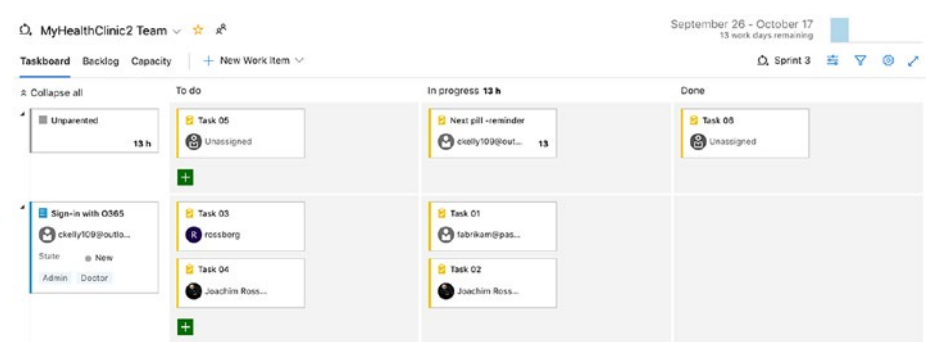 MyHealthClinic2 Team
September 26 - October 17
13 work days remaining
Taskboard Backlog Capacity + New Work Item
Sprint 3
Collapse all
To do
In progress 13 h
Done
Unparented
13 h
Task 05
Unassigned
+
Next pill -reminder
ckelly109@out... 13
Task 06
Unassigned
Sign-in with O365
ckelly109@outlo...
State New
Admin Doctor
Task 03
R rossberg
Task 04
Joachim Ross...
+
Task 01
fabrikam@pas...
Task 02
Joachim Ross...